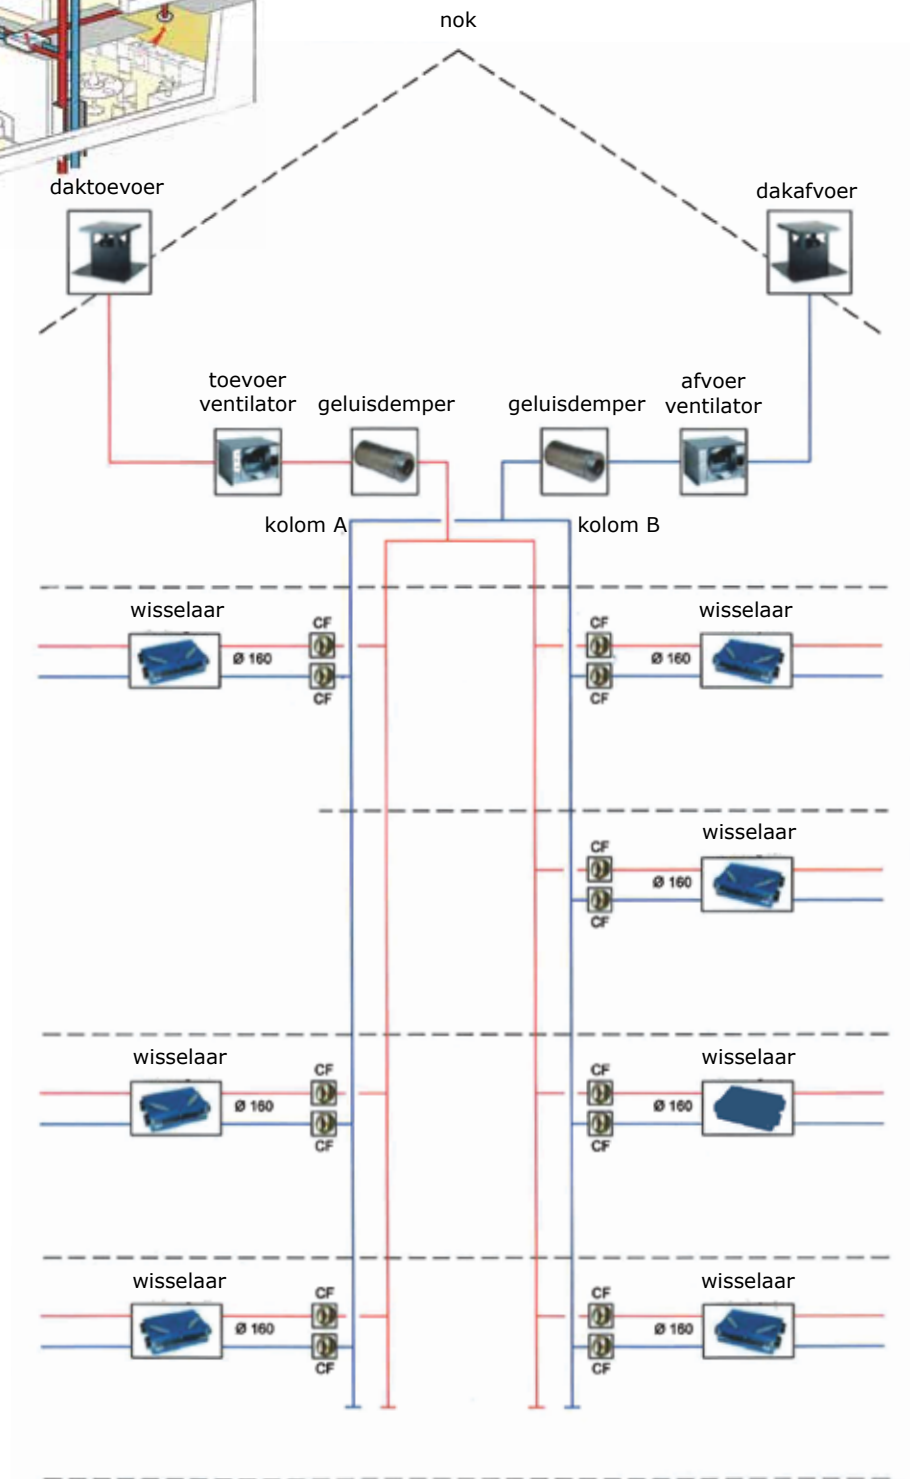 nok
daktoevoer
dakafvoer
toevoer
ventilator
geluisdemper
geluisdemper
afvoer
ventilator
kolom A
kolom B
wisselaar
CF
Ø 160
CF
CF
wisselaar
Ø 160
CF
wisselaar
CF
Ø 160
CF
wisselaar
CF
Ø 160
CF
wisselaar
CF
Ø 160
CF
wisselaar
CF
Ø 160
CF
wisselaar
CF
Ø 160
CF